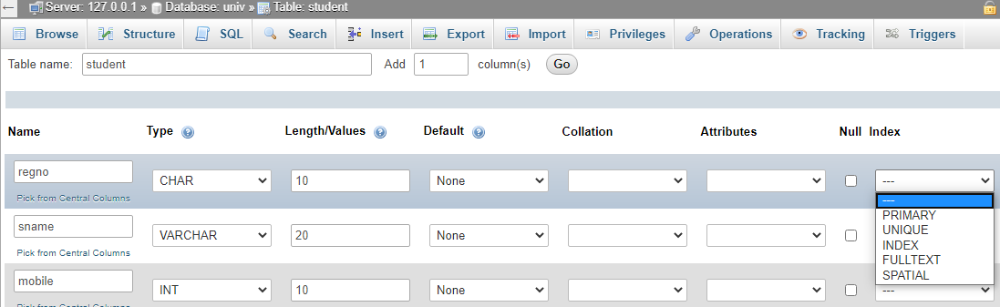 Server: 127.0.0.1 » Database: univ » Table: student
Browse Structure SQL Search Insert Export Import Privileges Operations Tracking Triggers
Table name: student Add 1 column(s) Go
Name Type Length/Values Default Collation Attributes Null Index
regno CHAR 10 None ---
Pick from Central Columns
---
PRIMARY
UNIQUE
INDEX
FULLTEXT
SPATIAL
sname VARCHAR 20 None
Pick from Central Columns
mobile INT 10 None ---
Pick from Central Columns